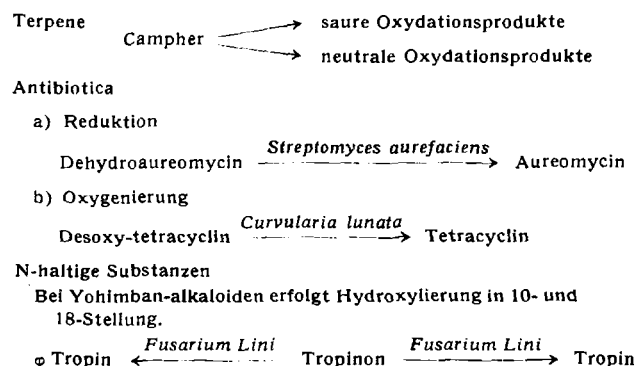 Terpene
saure Oxydationsprodukte
Campher
neutrale Oxydationsprodukte
Antibiotica
a) Reduktion
Streptomyces aurefaciens
Dehydroaureomycin → Aureomycin
b) Oxygenierung
Curvularia lunata
Desoxy-tetracyclin → Tetracyclin
N-haltige Substanzen
Bei Yohimban-alkaloiden erfolgt Hydroxylierung in 10- und
18-Stellung.
Fusarium Lini Fusarium Lini
φ Tropin ← Tropinon → Tropin